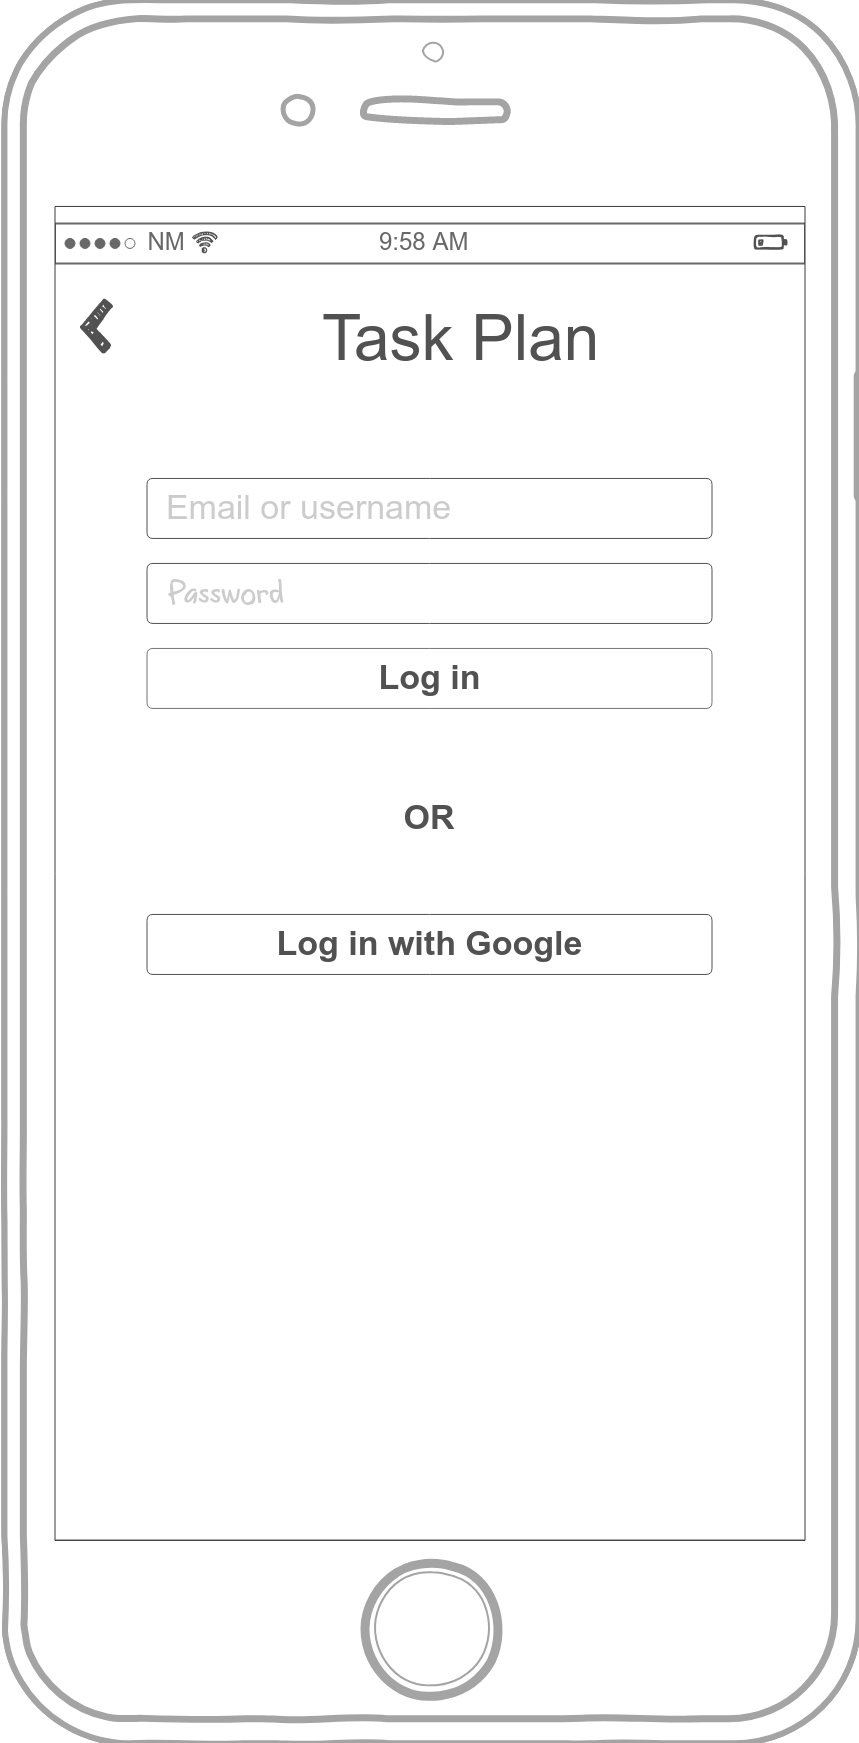 NM 9:58 AM
Task Plan
Email or username
Password
Log in
OR
Log in with Google